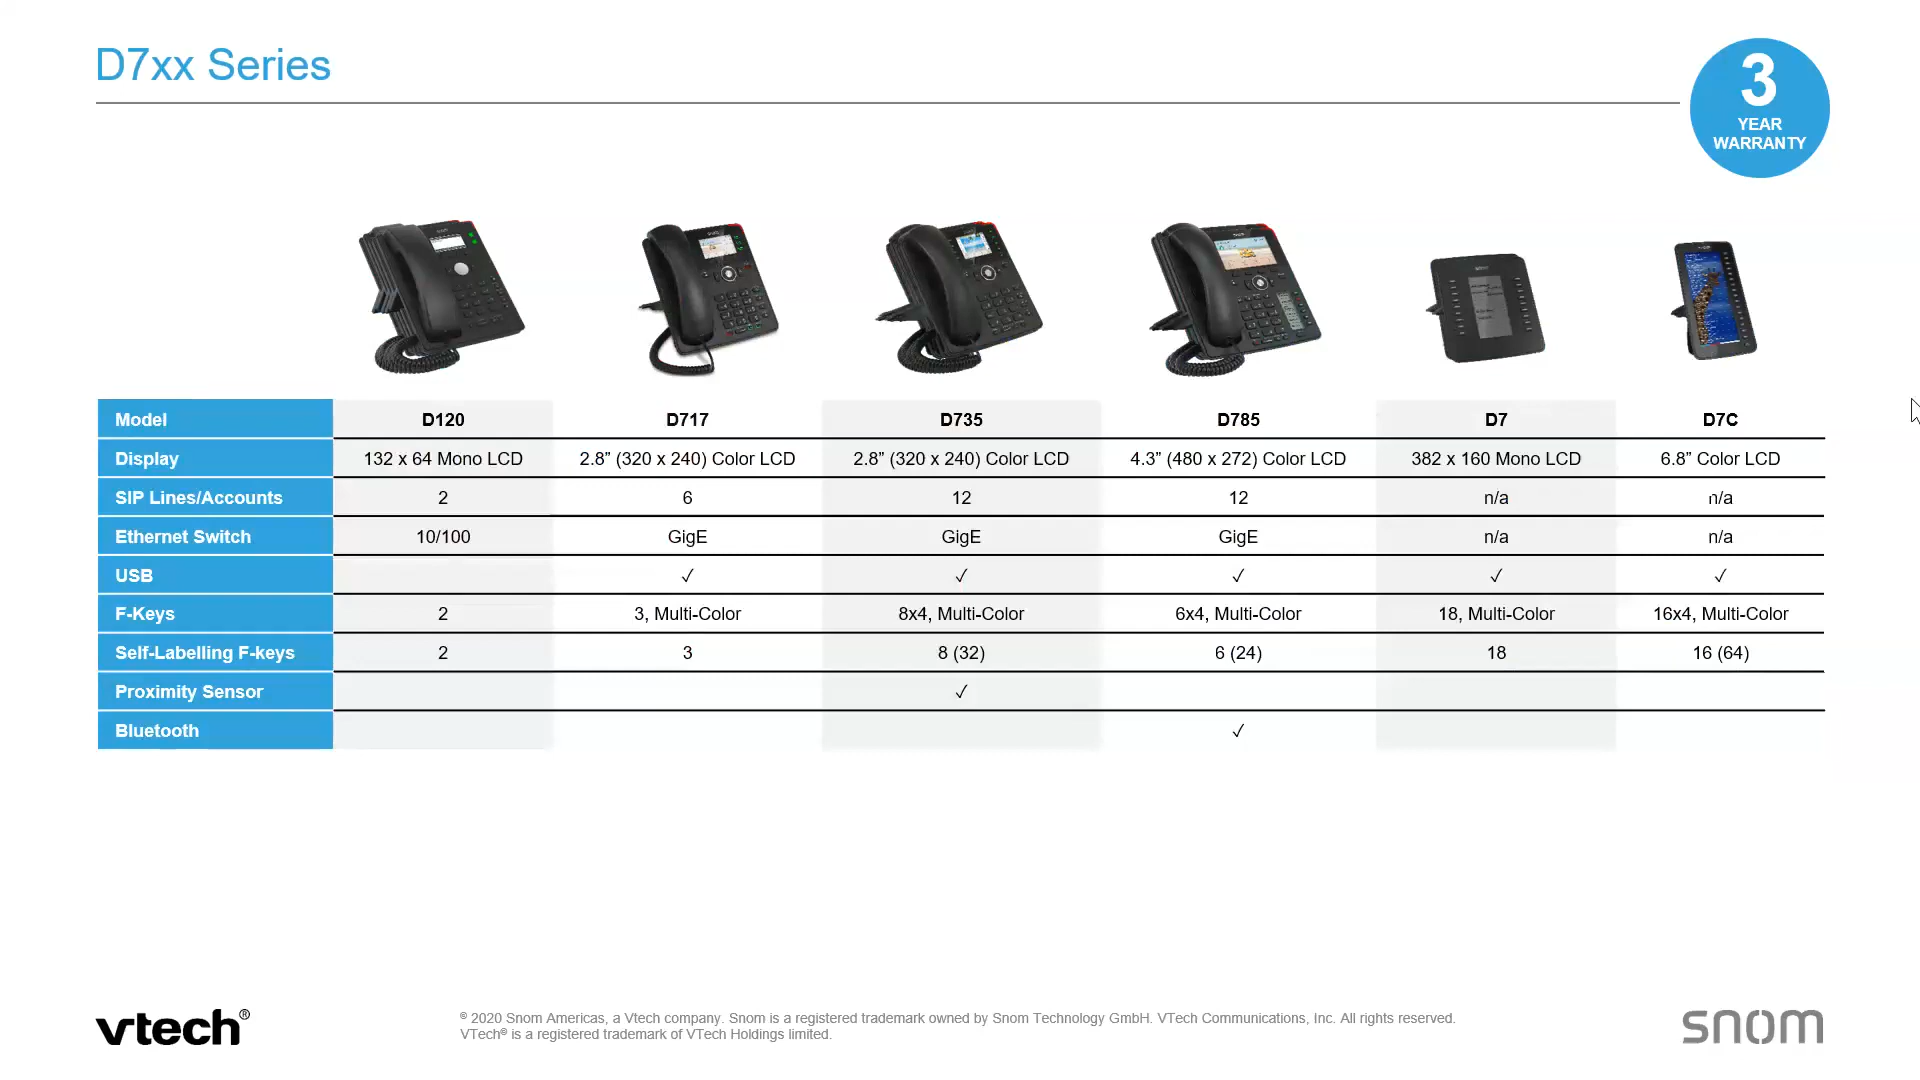 D7xx Series
3
YEAR
WARRANTY
Model D120 D717 D735 D785 D7 D7C
Display 132 x 64 Mono LCD 2.8” (320 x 240) Color LCD 2.8” (320 x 240) Color LCD 4.3” (480 x 272) Color LCD 382 x 160 Mono LCD 6.8” Color LCD
SIP Lines/Accounts 2 6 12 12 n/a n/a
Ethernet Switch 10/100 GigE GigE GigE n/a n/a
USB ✓ ✓ ✓ ✓ ✓
F-Keys 2 3, Multi-Color 8x4, Multi-Color 6x4, Multi-Color 18, Multi-Color 16x4, Multi-Color
Self-Labelling F-keys 2 3 8 (32) 6 (24) 18 16 (64)
Proximity Sensor ✓
Bluetooth ✓
vtech®
© 2020 Snom Americas, a Vtech company. Snom is a registered trademark owned by Snom Technology GmbH. VTech Communications, Inc. All rights reserved.
VTech® is a registered trademark of VTech Holdings limited.
snom